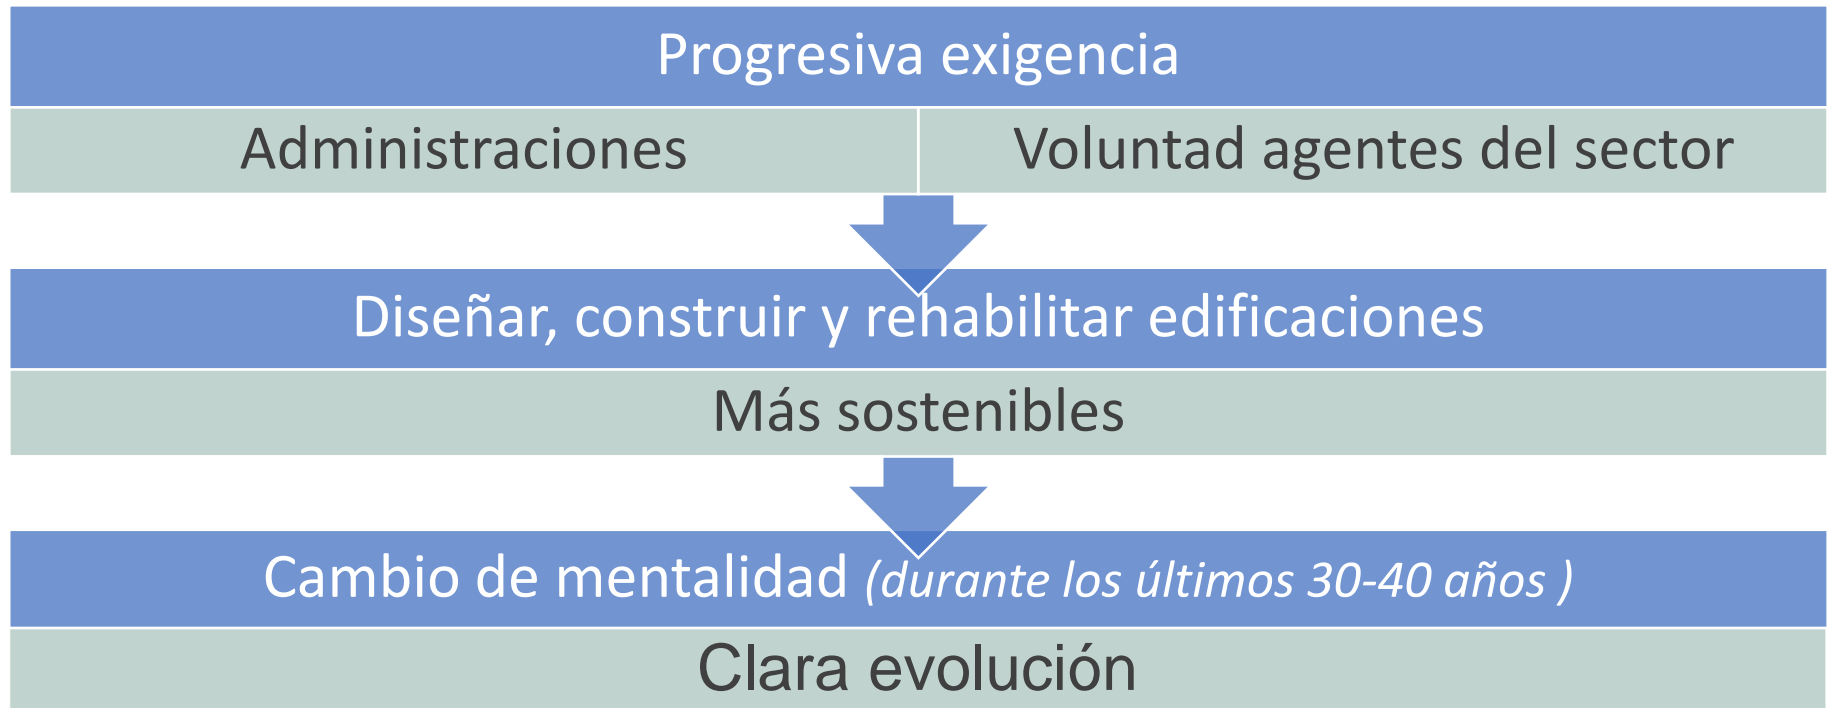 Progresiva exigencia
Administraciones
Voluntad agentes del sector
Diseñar, construir y rehabilitar edificaciones
Más sostenibles
Cambio de mentalidad (durante los últimos 30-40 años )
Clara evolución